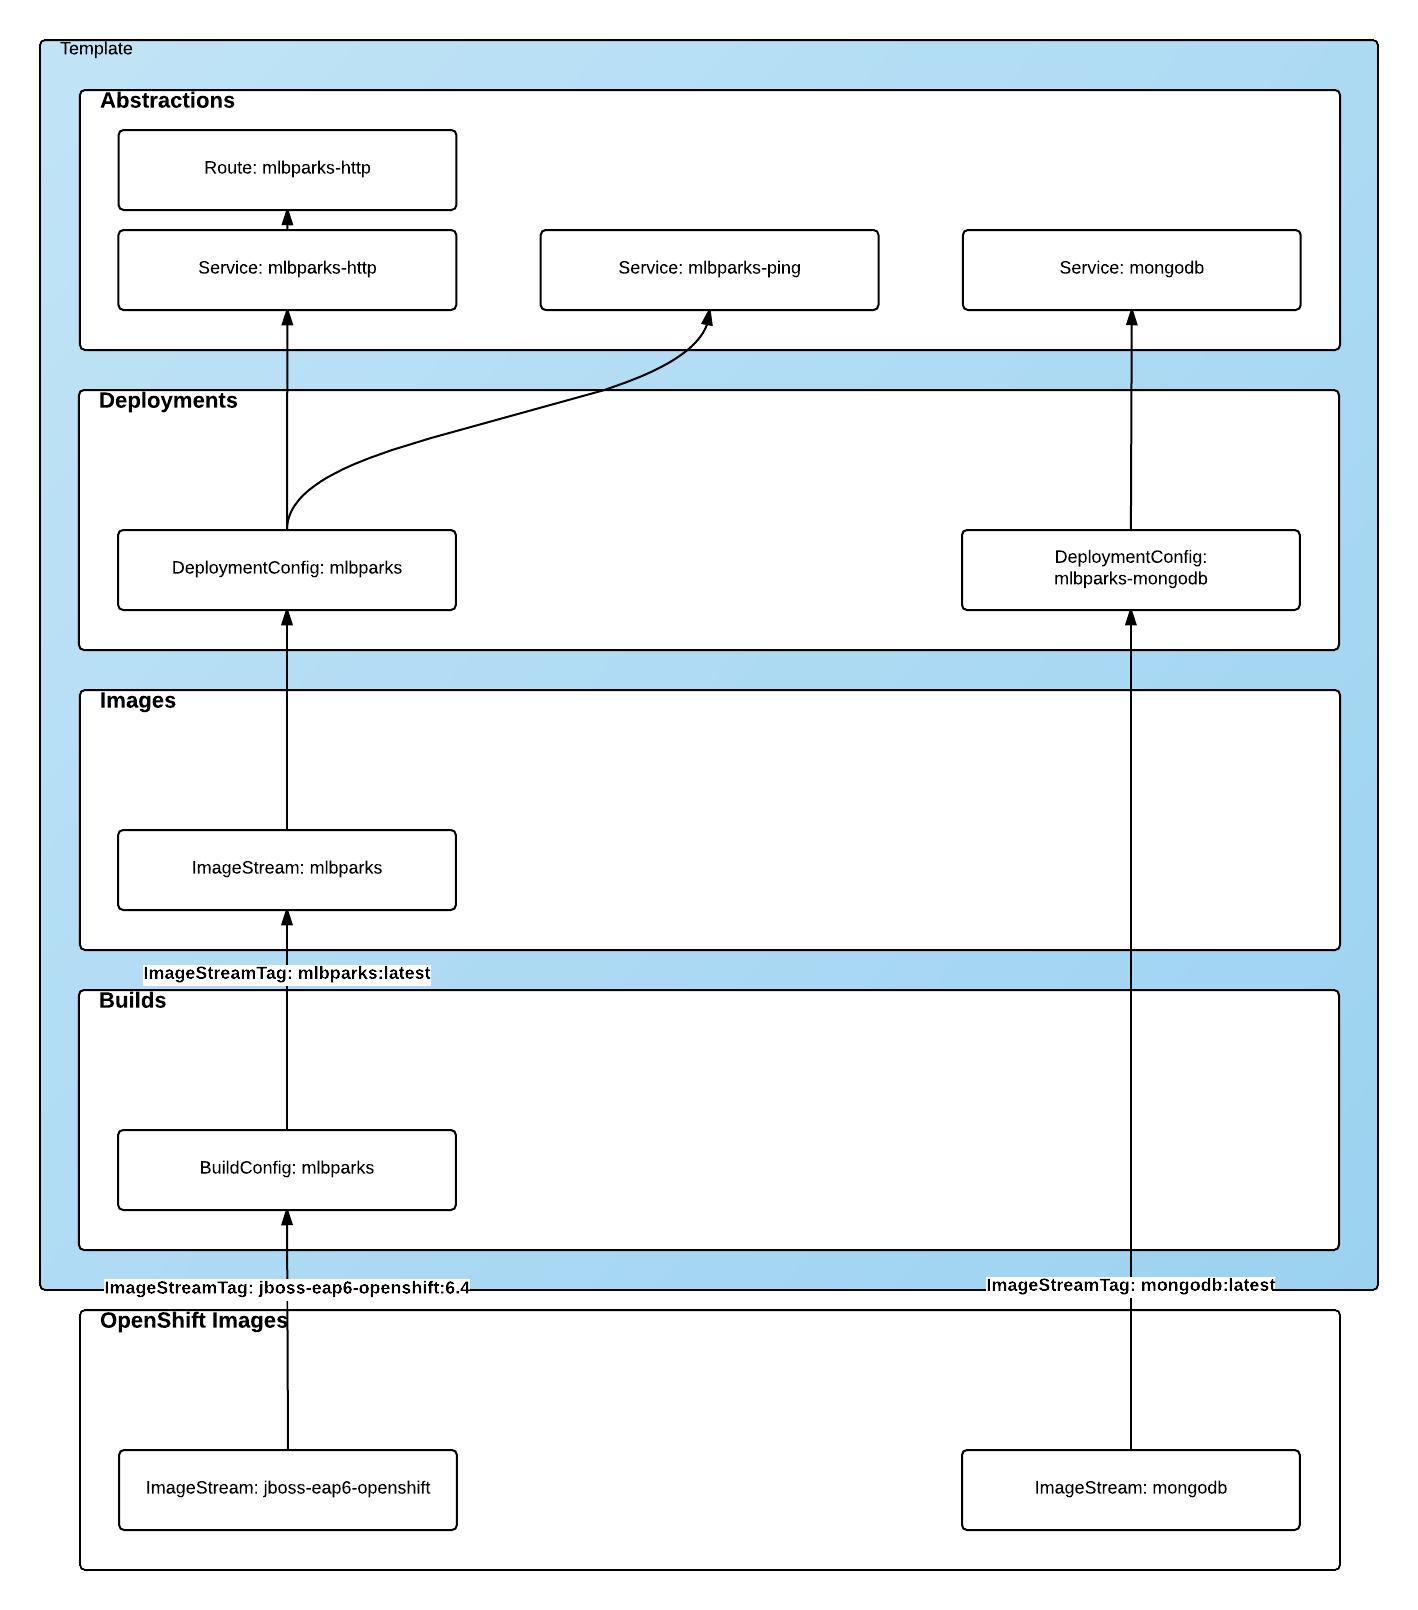 Template
Abstractions
Route: mlbparks-http
Service: mlbparks-http
Service: mlbparks-ping
Service: mongodb
Deployments
DeploymentConfig: mlbparks
DeploymentConfig:
mlbparks-mongodb
Images
ImageStream: mlbparks
ImageStreamTag: mlbparks:latest
Builds
BuildConfig: mlbparks
ImageStreamTag: jboss-eap6-openshift:6.4
ImageStreamTag: mongodb:latest
OpenShift Images
ImageStream: jboss-eap6-openshift
ImageStream: mongodb